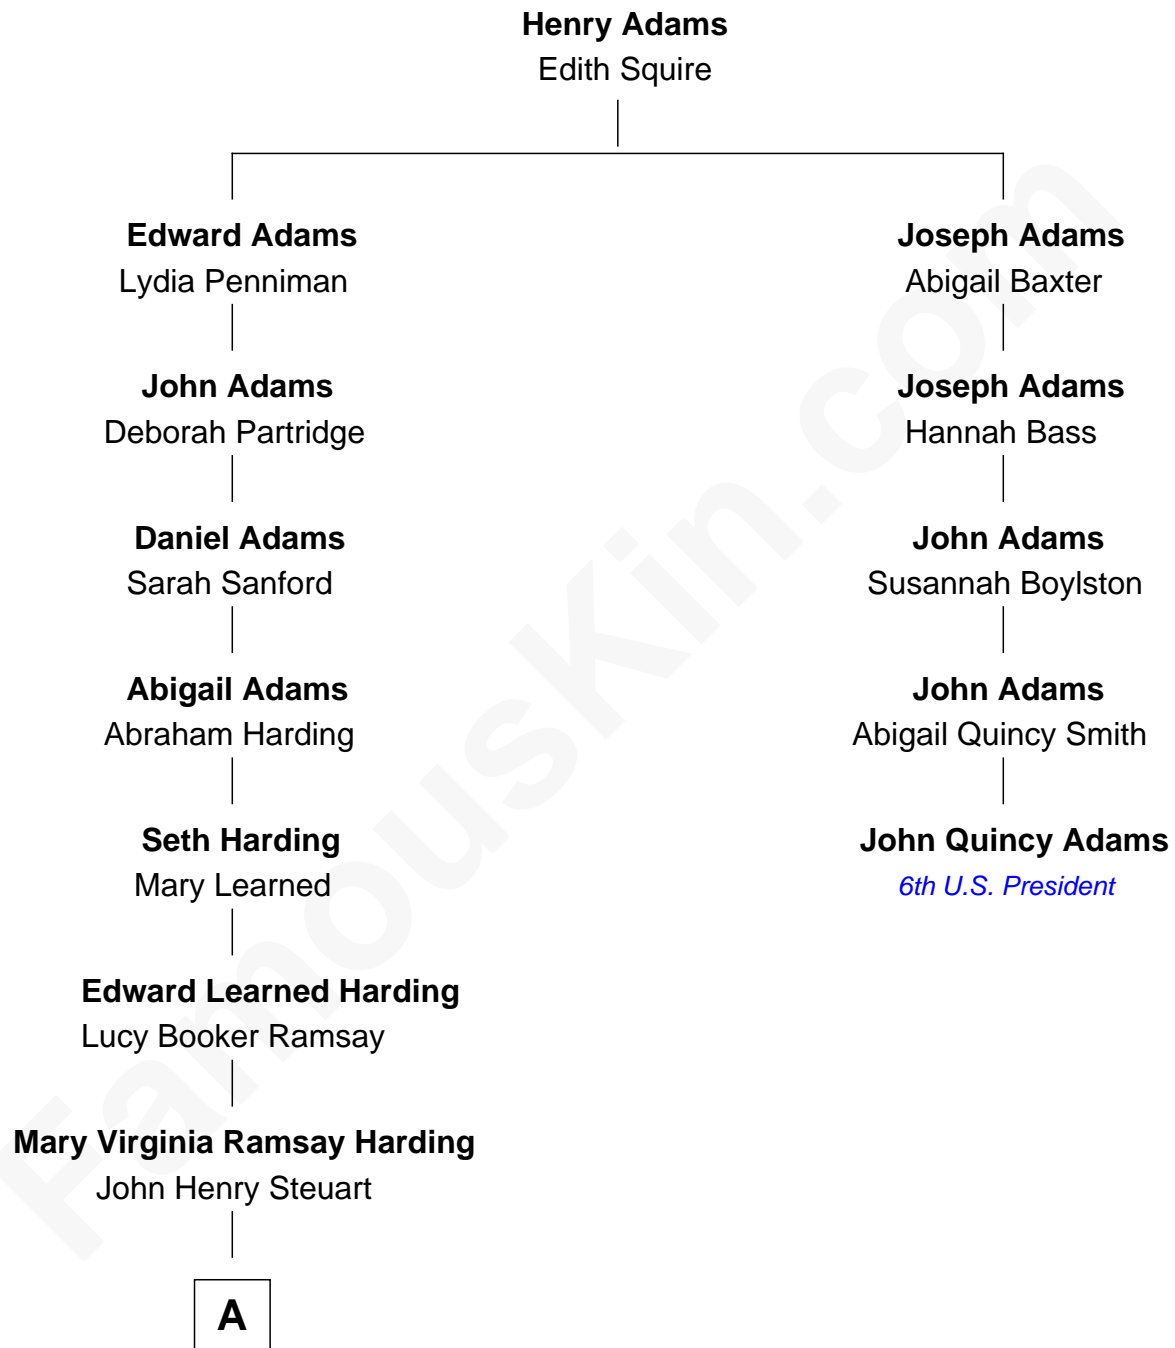 Henry Adams
Edith Squire
Edward Adams
Lydia Penniman
Joseph Adams
Abigail Baxter
John Adams
Deborah Partridge
Joseph Adams
Hannah Bass
Daniel Adams
Sarah Sanford
John Adams
Susannah Boylston
Abigail Adams
Abraham Harding
John Adams
Abigail Quincy Smith
Seth Harding
Mary Learned
John Quincy Adams
6th U.S. President
Edward Learned Harding
Lucy Booker Ramsay
Mary Virginia Ramsay Harding
John Henry Steuart
A
FamousKin.com